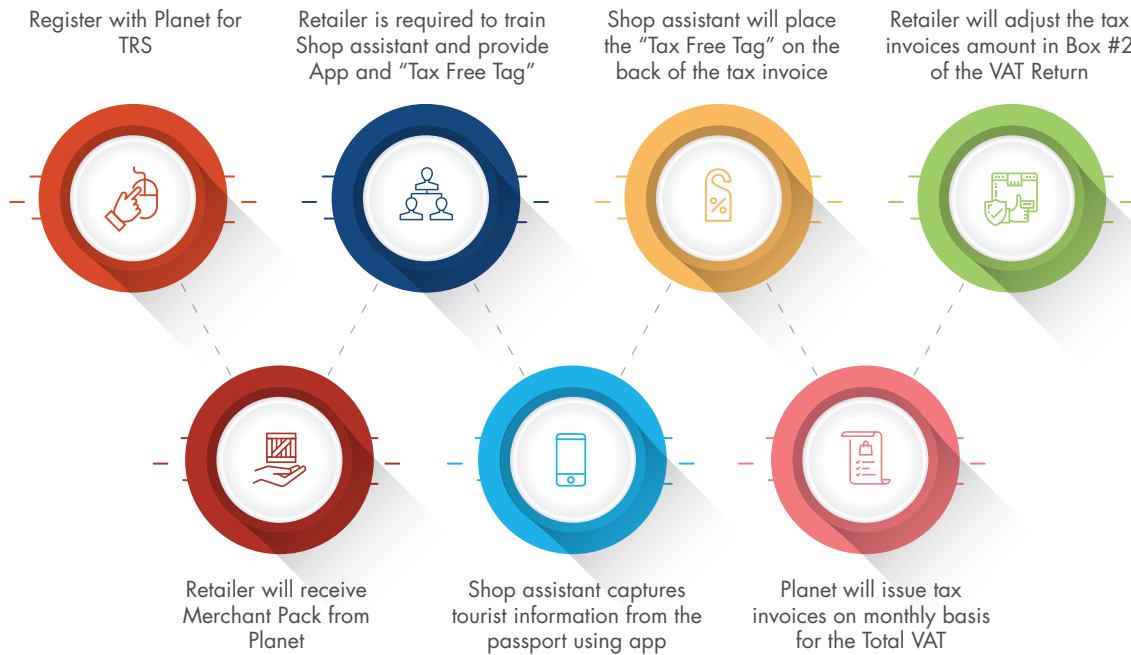 Register with Planet for
TRS
Retailer will receive
Merchant Pack from
Planet
Retailer is required to train
Shop assistant and provide
App and “Tax Free Tag”
Shop assistant captures
tourist information from the
passport using app
Shop assistant will place
the “Tax Free Tag” on the
back of the tax invoice
Planet will issue tax
invoices on monthly basis
for the Total VAT
Retailer will adjust the tax
invoices amount in Box #2
of the VAT Return
%